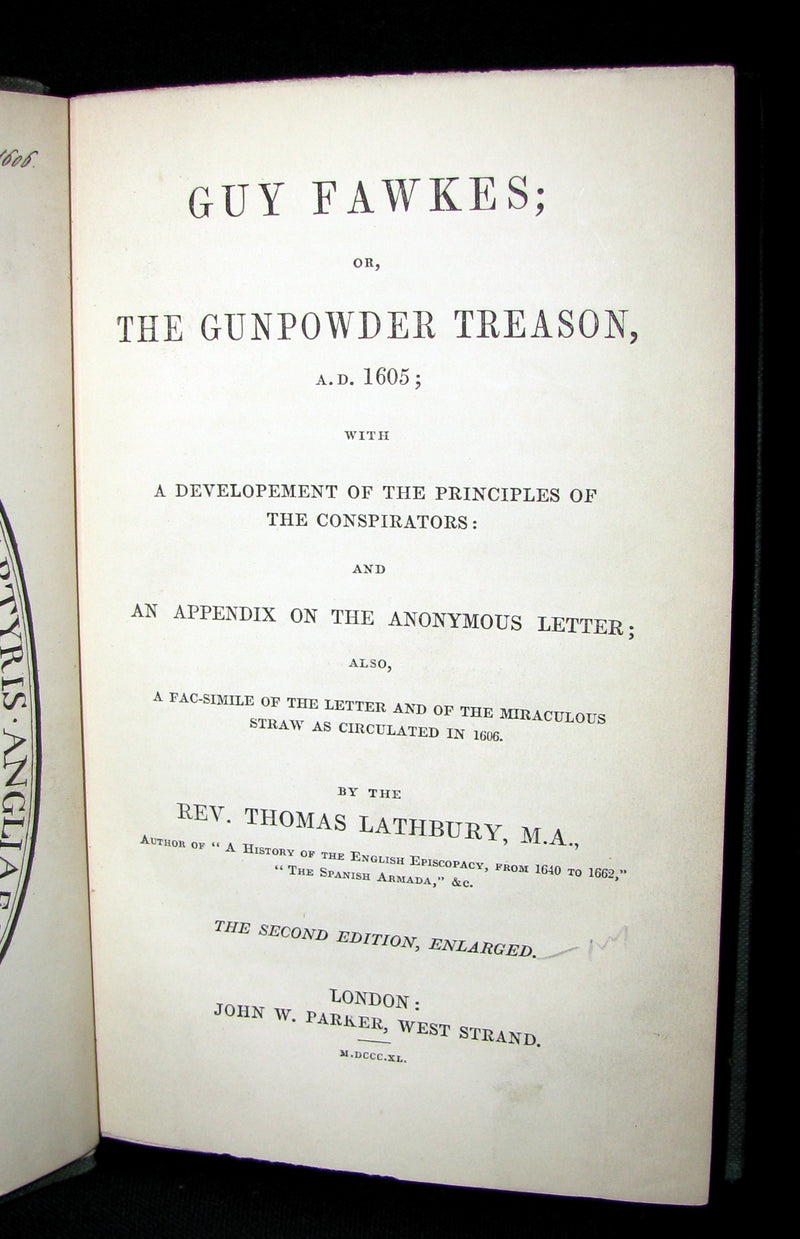 1606.
RTYRIS · ANGLIAE ·
GUY FAWKES;
OR,
THE GUNPOWDER TREASON,
A.D. 1605;
WITH
A DEVELOPEMENT OF THE PRINCIPLES OF
THE CONSPIRATORS:
AND
AN APPENDIX ON THE ANONYMOUS LETTER;
ALSO,
A FAC-SIMILE OF THE LETTER AND OF THE MIRACULOUS
STRAW AS CIRCULATED IN 1606.
BY THE
REV. THOMAS LATHBURY, M.A.,
AUTHOR OF “ A HISTORY OF THE ENGLISH EPISCOPACY, FROM 1640 TO 1662,”
“ THE SPANISH ARMADA,” &c.
THE SECOND EDITION, ENLARGED.
LONDON:
JOHN W. PARKER, WEST STRAND.
M.DCCC.XL.